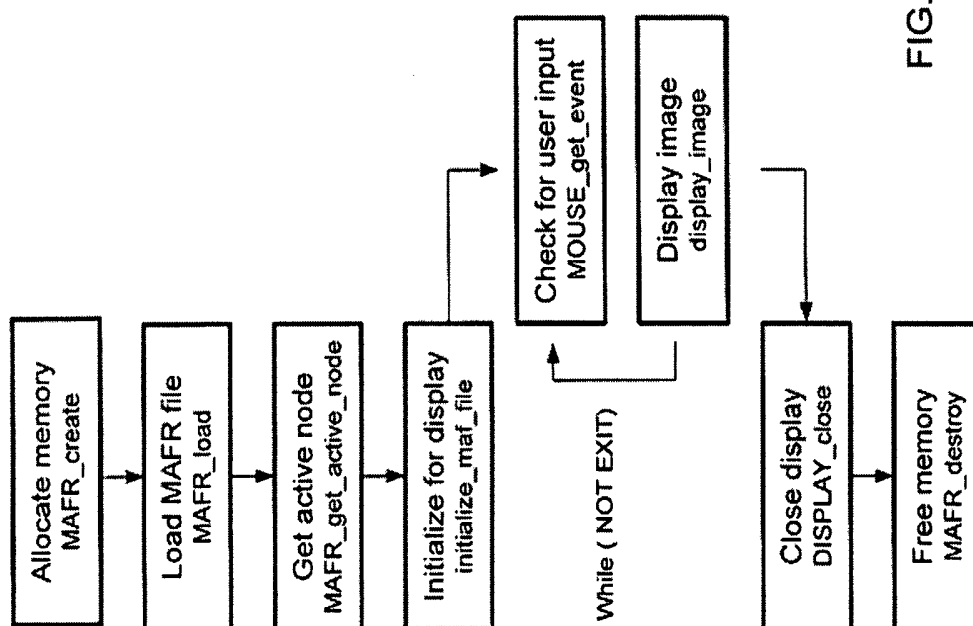 Allocate memory
MAFR_create
Load MAFR file
MAFR_load
Get active node
MAFR_get_active_node
Initialize for display
initialize_maf_file
Check for user input
MOUSE_get_event
Display image
display_image
While ( NOT EXIT)
Close display
DISPLAY_close
Free memory
MAFR_destroy
FIG.